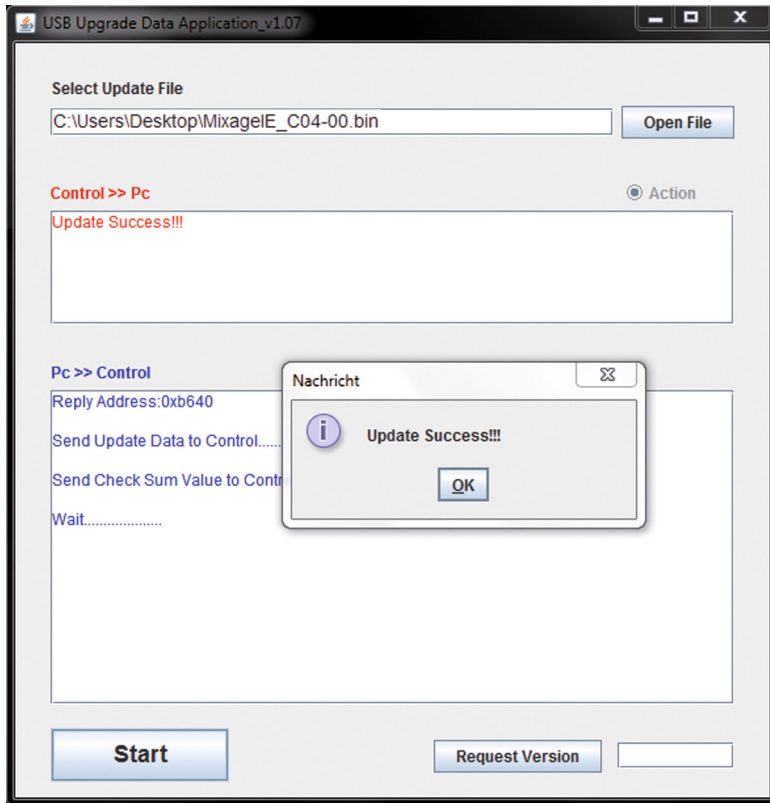 USB Upgrade Data Application_v1.07
Select Update File
C:\Users\Desktop\MixagelE_C04-00.bin
Open File
Control >> Pc
Action
Update Success!!!
Pc >> Control
Reply Address:0xb640
Send Update Data to Control......
Send Check Sum Value to Contr
Wait....................
Nachricht
i
Update Success!!!
OK
Start
Request Version